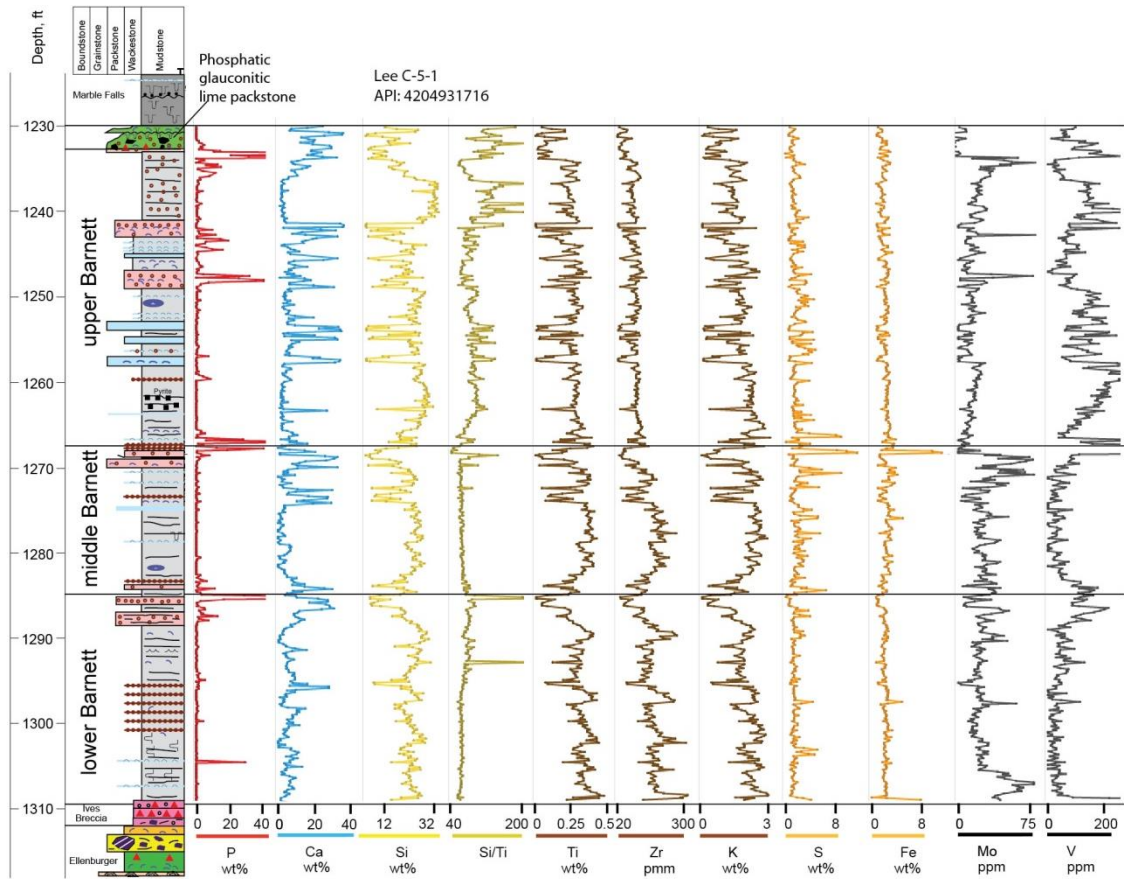 Depth, ft
Boundstone
Grainstone
Packstone
Wackestone
Mudstone
Phosphatic
glauconitic
lime packstone
Lee C-5-1
API: 4204931716
Marble Falls
1230
1240
1250
1260
1270
1280
1290
1300
1310
upper Barnett
middle Barnett
lower Barnett
Pyrite
Ives
Breccia
Ellenburger
0 20 40
0 20 40
12 32
40 200
0 0.25 0.5
20 300
0 3
0 8
0 8
0 75
0 200
P
wt%
Ca
wt%
Si
wt%
Si/Ti
Ti
wt%
Zr
pmm
K
wt%
S
wt%
Fe
wt%
Mo
ppm
V
ppm